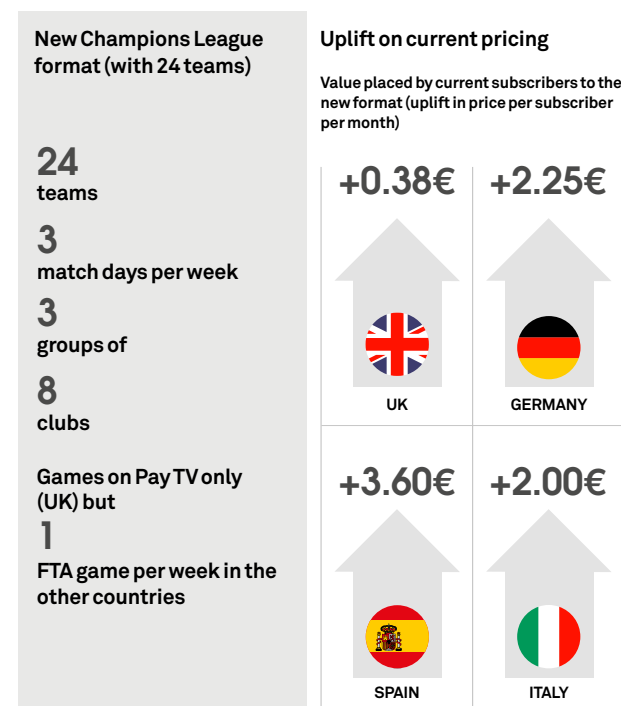 New Champions League
format (with 24 teams)
24
teams
3
match days per week
3
groups of
8
clubs
Games on Pay TV only
(UK) but
1
FTA game per week in the
other countries
Uplift on current pricing
Value placed by current subscribers to the
new format (uplift in price per subscriber
per month)
+0.38€ +2.25€
UK GERMANY
+3.60€ +2.00€
SPAIN ITALY